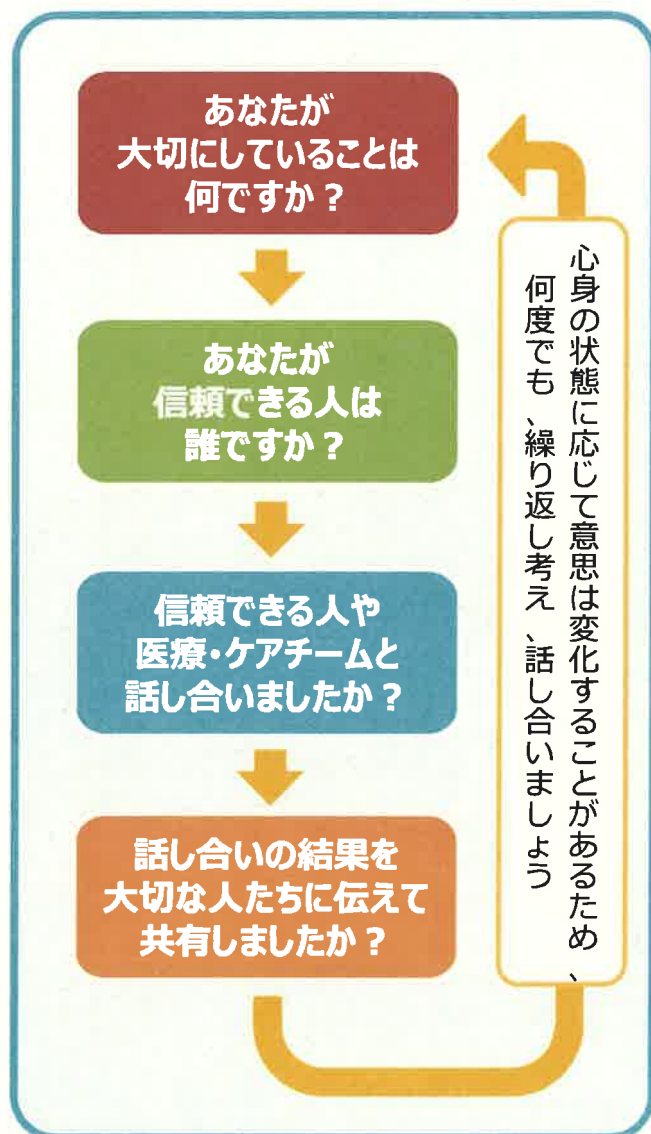 あなたが
大切にしていることは
何ですか？
あなたが
信頼できる人は
誰ですか？
信頼できる人や
医療・ケアチームと
話し合いましたか？
話し合いの結果を
大切な人たちに伝えて
共有しましたか？
心身の状態に応じて意思は変化することがあるため、
何度でも、繰り返し考え、話し合いましょう